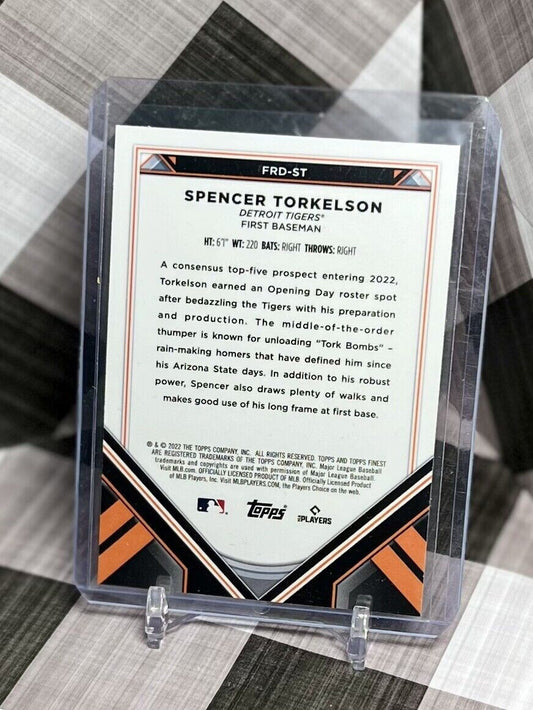 FRD-ST
SPENCER TORKELSON
DETROIT TIGERS®
FIRST BASEMAN
HT: 6'1" WT: 220 BATS: RIGHT THROWS: RIGHT
A consensus top-five prospect entering 2022,
Torkelson earned an Opening Day roster spot
after bedazzling the Tigers with his preparation
and production. The middle-of-the-order
thumper is known for unloading “Tork Bombs” –
rain-making homers that have defined him since
his Arizona State days. In addition to his robust
power, Spencer also draws plenty of walks and
makes good use of his long frame at first base.
® & © 2022 THE TOPPS COMPANY, INC. ALL RIGHTS RESERVED. TOPPS AND TOPPS FINEST
ARE REGISTERED TRADEMARKS OF THE TOPPS COMPANY, INC. Major League Baseball
trademarks and copyrights are used with permission of Major League Baseball.
Visit MLB.com. OFFICIALLY LICENSED PRODUCT OF MLB. Officially Licensed Product
of MLB Players, Inc. Visit MLBPLAYERS.COM, the Players Choice on the web.
Topps
MLB PLAYERS